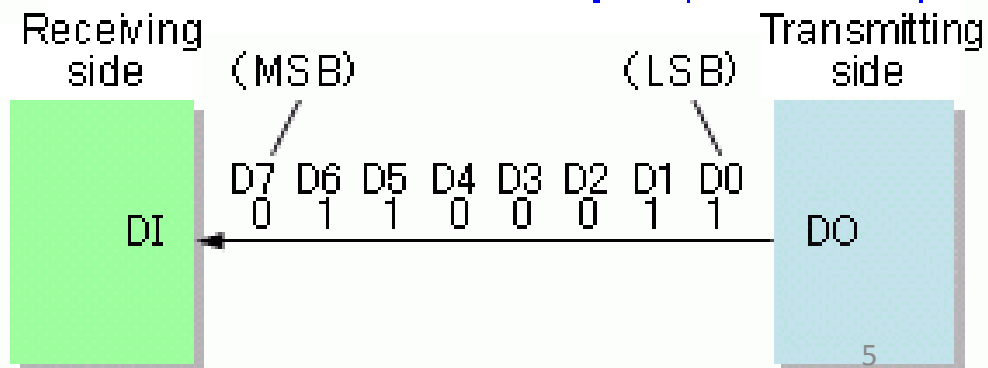 Receiving
side
Transmitting
side
(MSB)
(LSB)
D7 D6 D5 D4 D3 D2 D1 D0
0 1 1 0 0 0 1 1
DI
DO
5